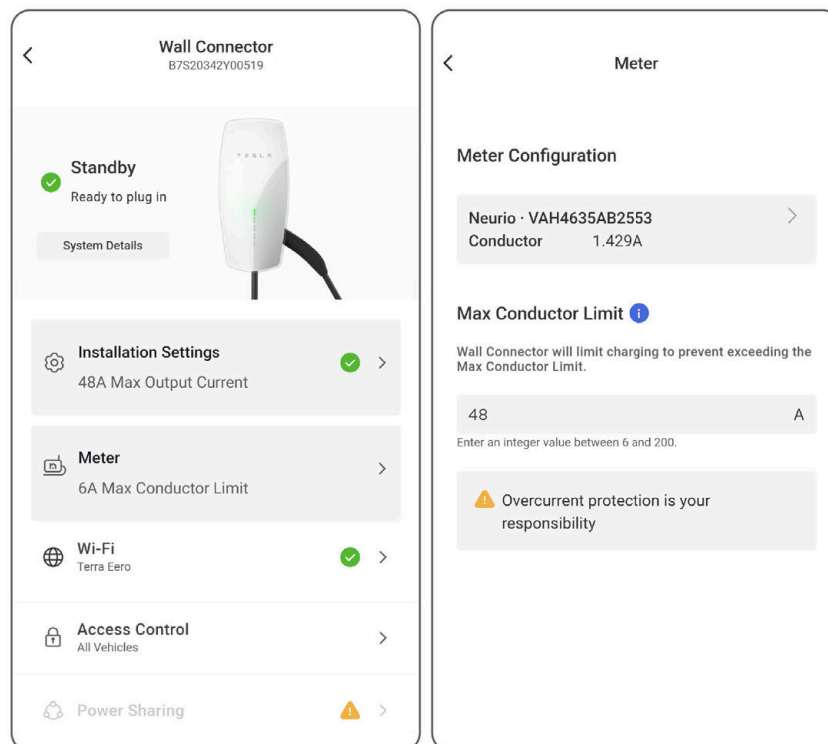 Wall Connector
B7S20342Y00519
TESLA
Standby
Ready to plug in
System Details
Installation Settings
48A Max Output Current
Meter
6A Max Conductor Limit
Wi-Fi
Terra Eero
Access Control
All Vehicles
Power Sharing
Meter
Meter Configuration
Neurio · VAH4635AB2553
Conductor 1.429A
Max Conductor Limit
Wall Connector will limit charging to prevent exceeding the
Max Conductor Limit.
48 A
Enter an integer value between 6 and 200.
Overcurrent protection is your
responsibility